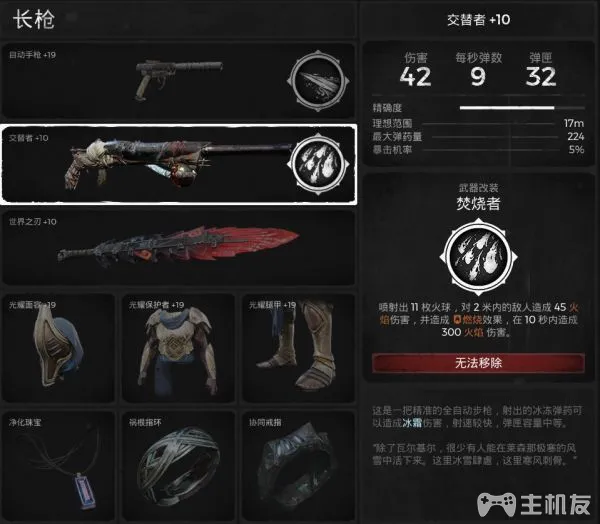 长枪
自动手枪 +19
交替者 +10
世界之刃 +10
光耀面容 +19
光耀保护者 +19
光耀腿甲 +19
净化珠宝
祸根指环
协同戒指
交替者 +10
伤害
每秒弹数
弹匣
42
9
32
精确度
理想范围 17m
最大弹药量 224
暴击机率 5%
武器改装
焚烧者
喷射出 11 枚火球，对 2 米内的敌人造成 45 火
焰伤害，并造成 燃烧效果，在 10 秒内造成
300 火焰 伤害。
无法移除
这是一把精准的全自动步枪，射出的冰冻弹药可
以造成冰霜伤害，射速较快，弹匣容量中等。
“除了瓦尔基尔，很少有人能在莱森那极寒的风
雪中活下来。这里冰雪肆虐，这里寒风刺骨。”
主机友